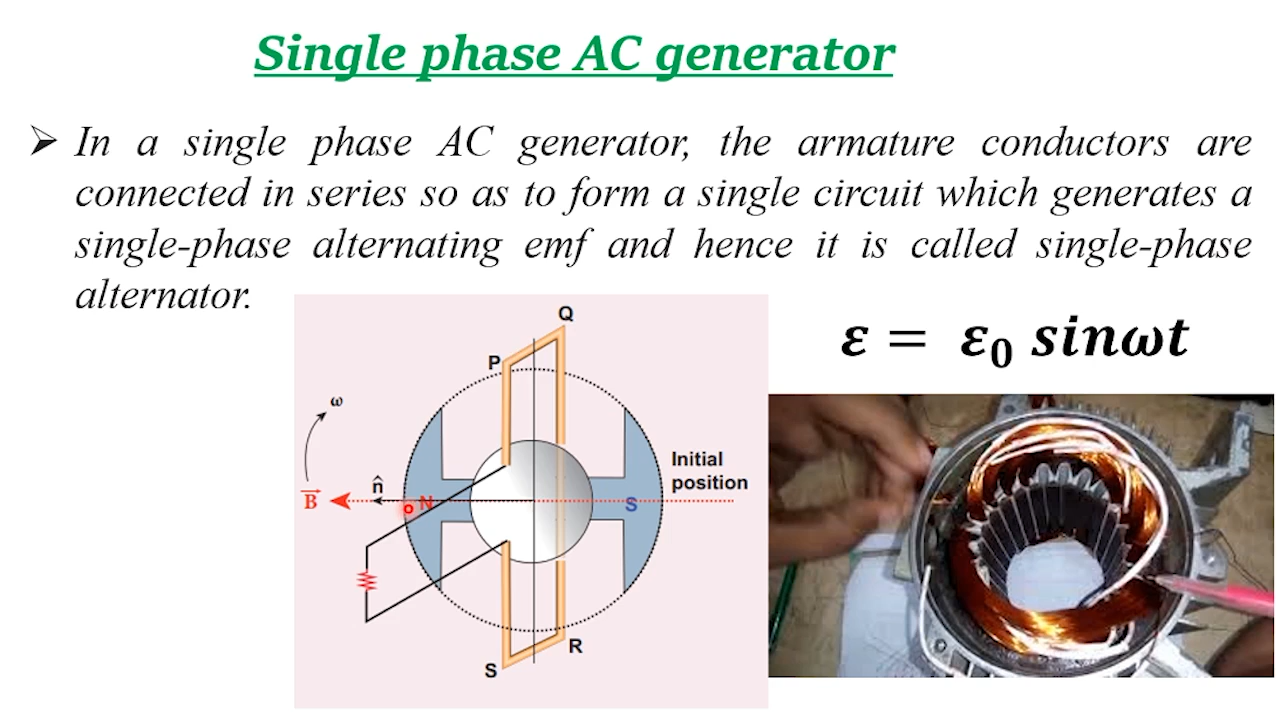 Single phase AC generator
➢ In a single phase AC generator, the armature conductors are
connected in series so as to form a single circuit which generates a
single-phase alternating emf and hence it is called single-phase
alternator.
ε = ε₀ sinωt
Q
P
ω
Initial
position
n̂
B⃗
N
S
R
S